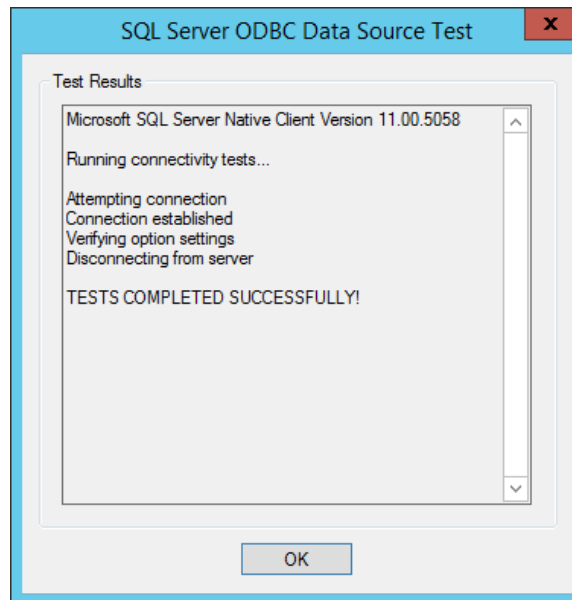 SQL Server ODBC Data Source Test
x
Test Results
Microsoft SQL Server Native Client Version 11.00.5058
Running connectivity tests...
Attempting connection
Connection established
Verifying option settings
Disconnecting from server
TESTS COMPLETED SUCCESSFULLY!
OK